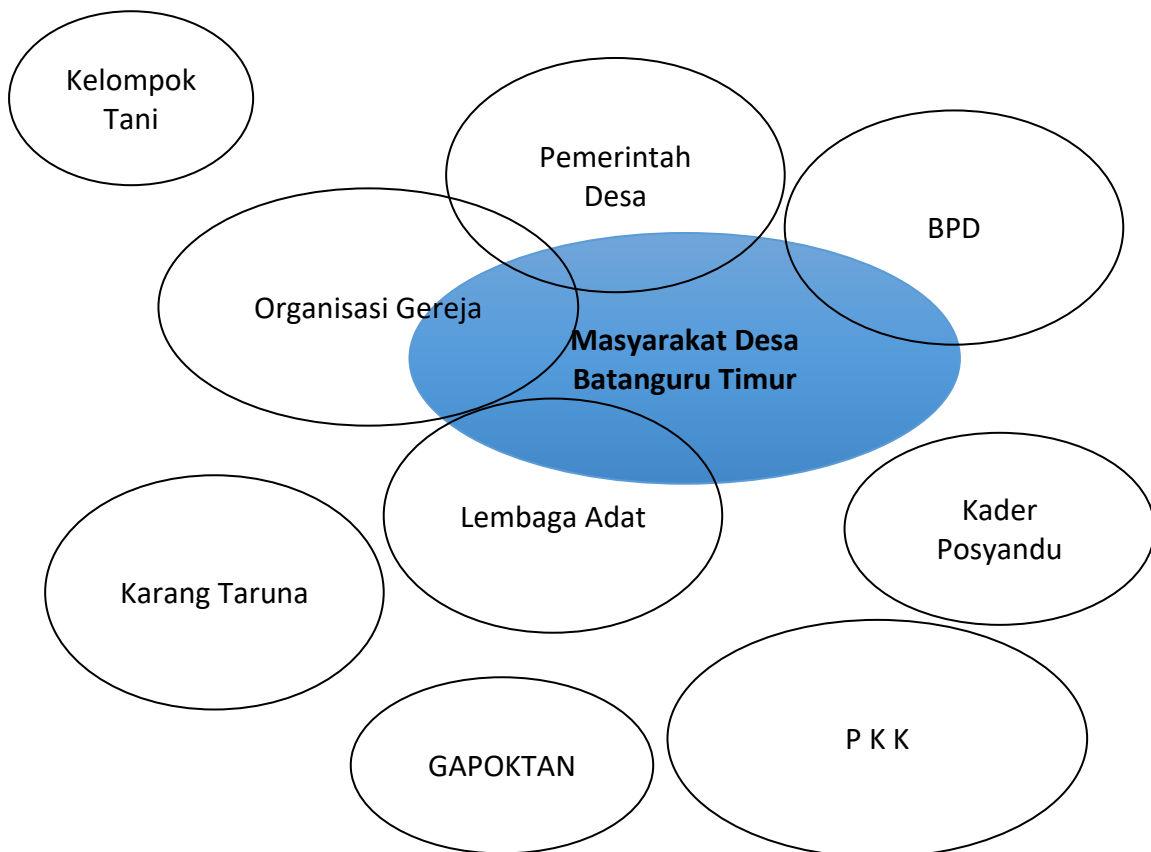 Kelompok
Tani
Pemerintah
Desa
BPD
Organisasi Gereja
Masyarakat Desa
Batanguru Timur
Lembaga Adat
Kader
Posyandu
Karang Taruna
GAPOKTAN
P K K